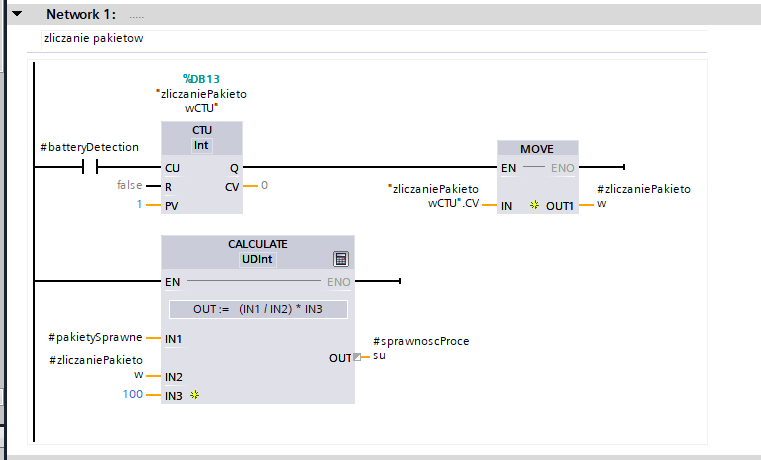 Network 1: .....
zliczanie pakietow
%DB13
"zliczaniePakieto
wCTU"
CTU
Int
#batteryDetection
CU
Q
false
R
CV
0
1
PV
MOVE
EN
ENO
"zliczaniePakieto
wCTU".CV
IN
OUT1
#zliczaniePakieto
w
CALCULATE
UDInt
EN
ENO
OUT := (IN1 / IN2) * IN3
#pakietySprawne
IN1
#zliczaniePakieto
w
IN2
100
IN3
OUT
#sprawnoscProce
su